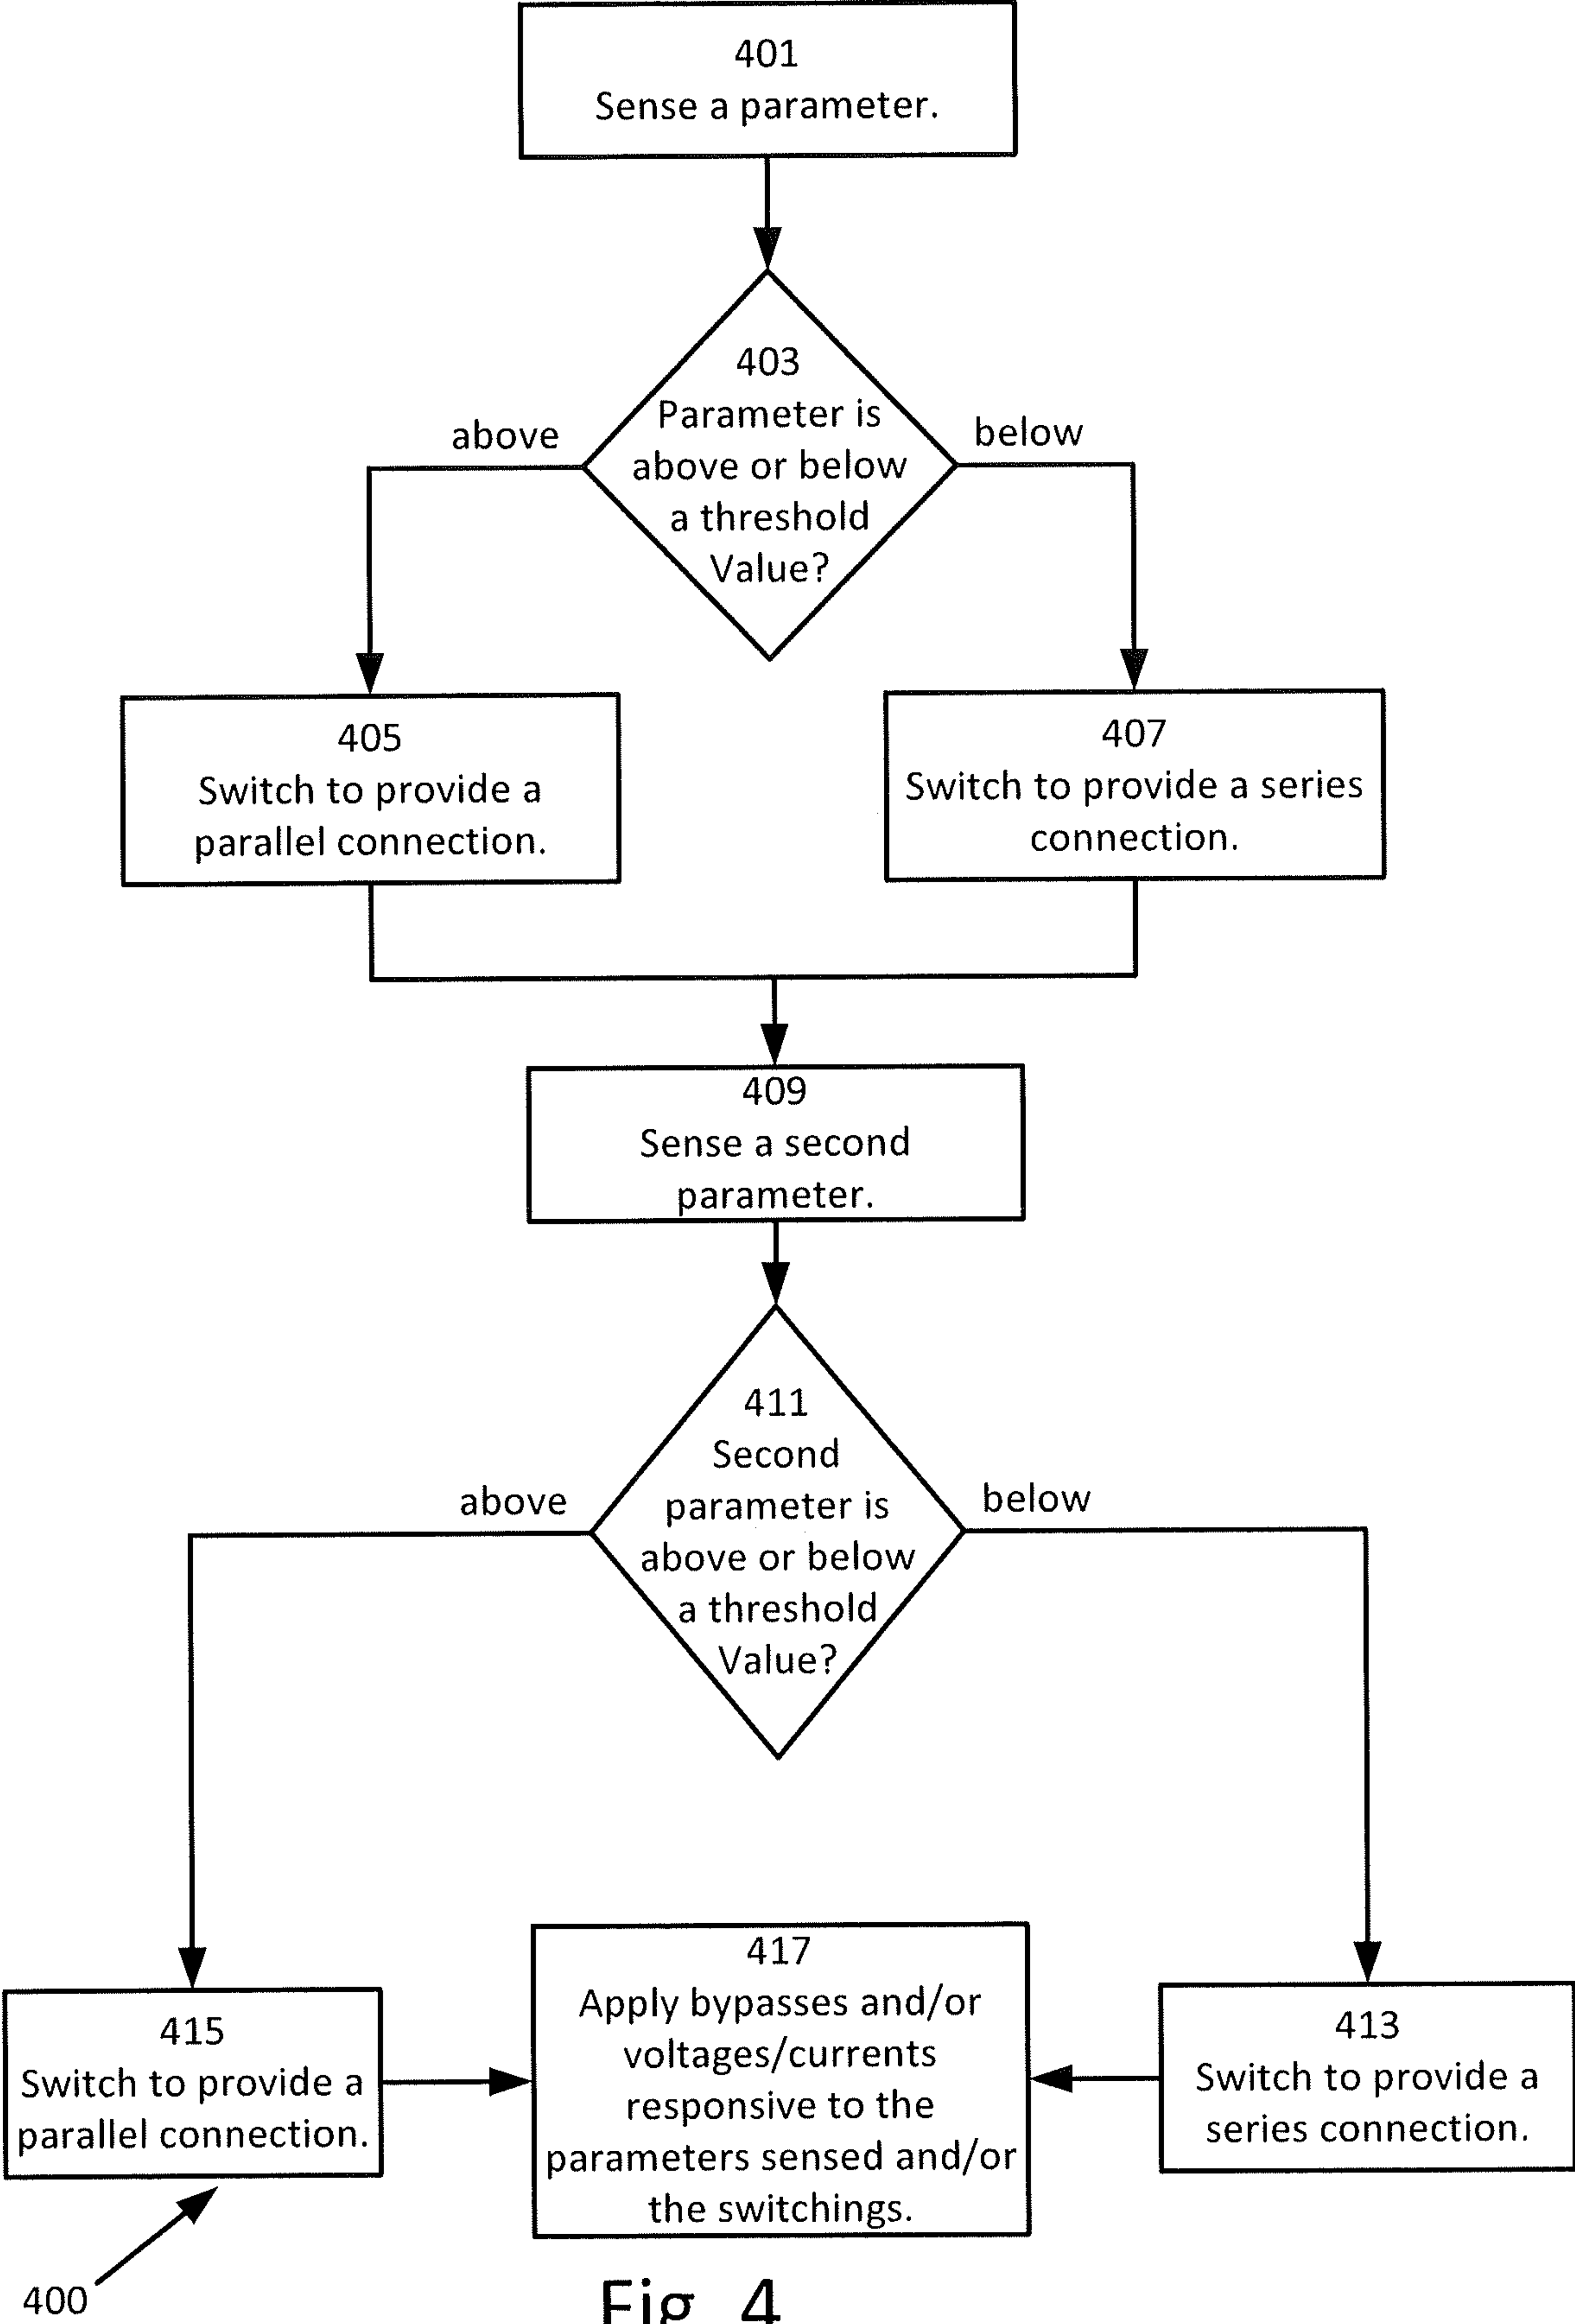 401
Sense a parameter.
403
Parameter is
above or below
a threshold
Value?
above
below
405
Switch to provide a
parallel connection.
407
Switch to provide a series
connection.
409
Sense a second
parameter.
411
Second
parameter is
above or below
a threshold
Value?
above
below
415
Switch to provide a
parallel connection.
417
Apply bypasses and/or
voltages/currents
responsive to the
parameters sensed and/or
the switchings.
413
Switch to provide a
series connection.
400
Fig. 4